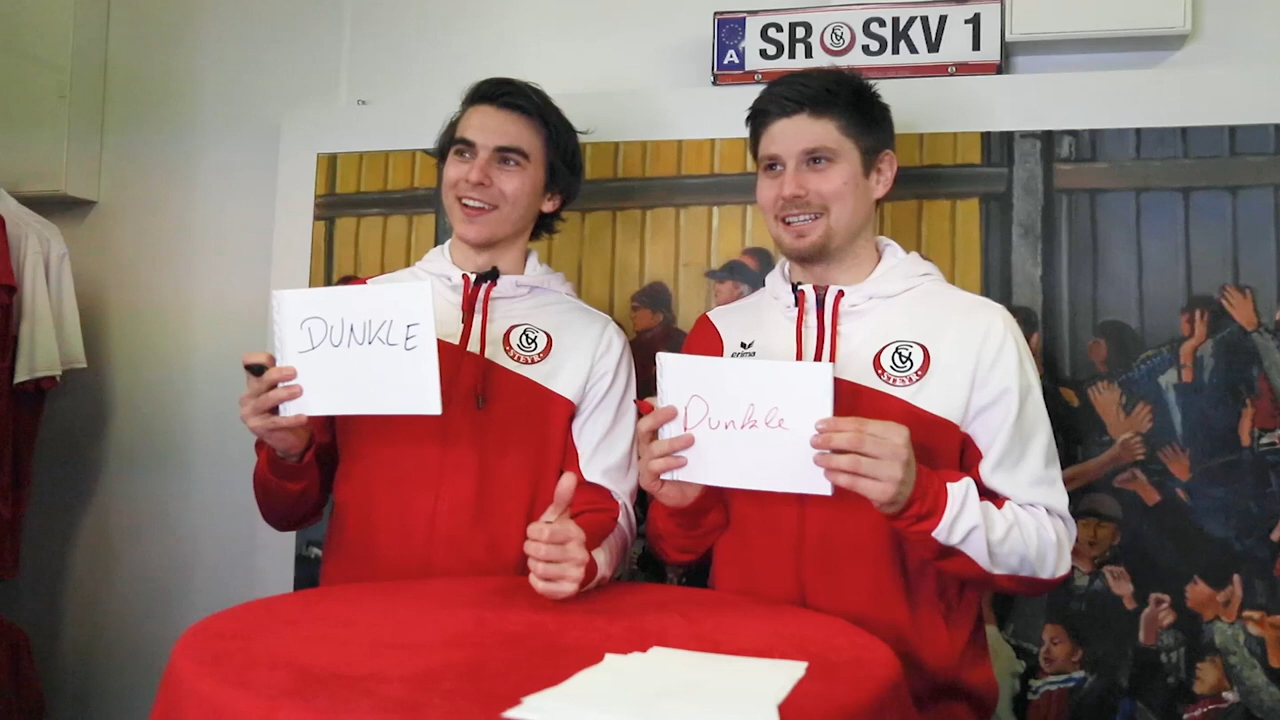 A SR SKV 1
DUNKLE
Dunkle
erima
STEYR
STEYR